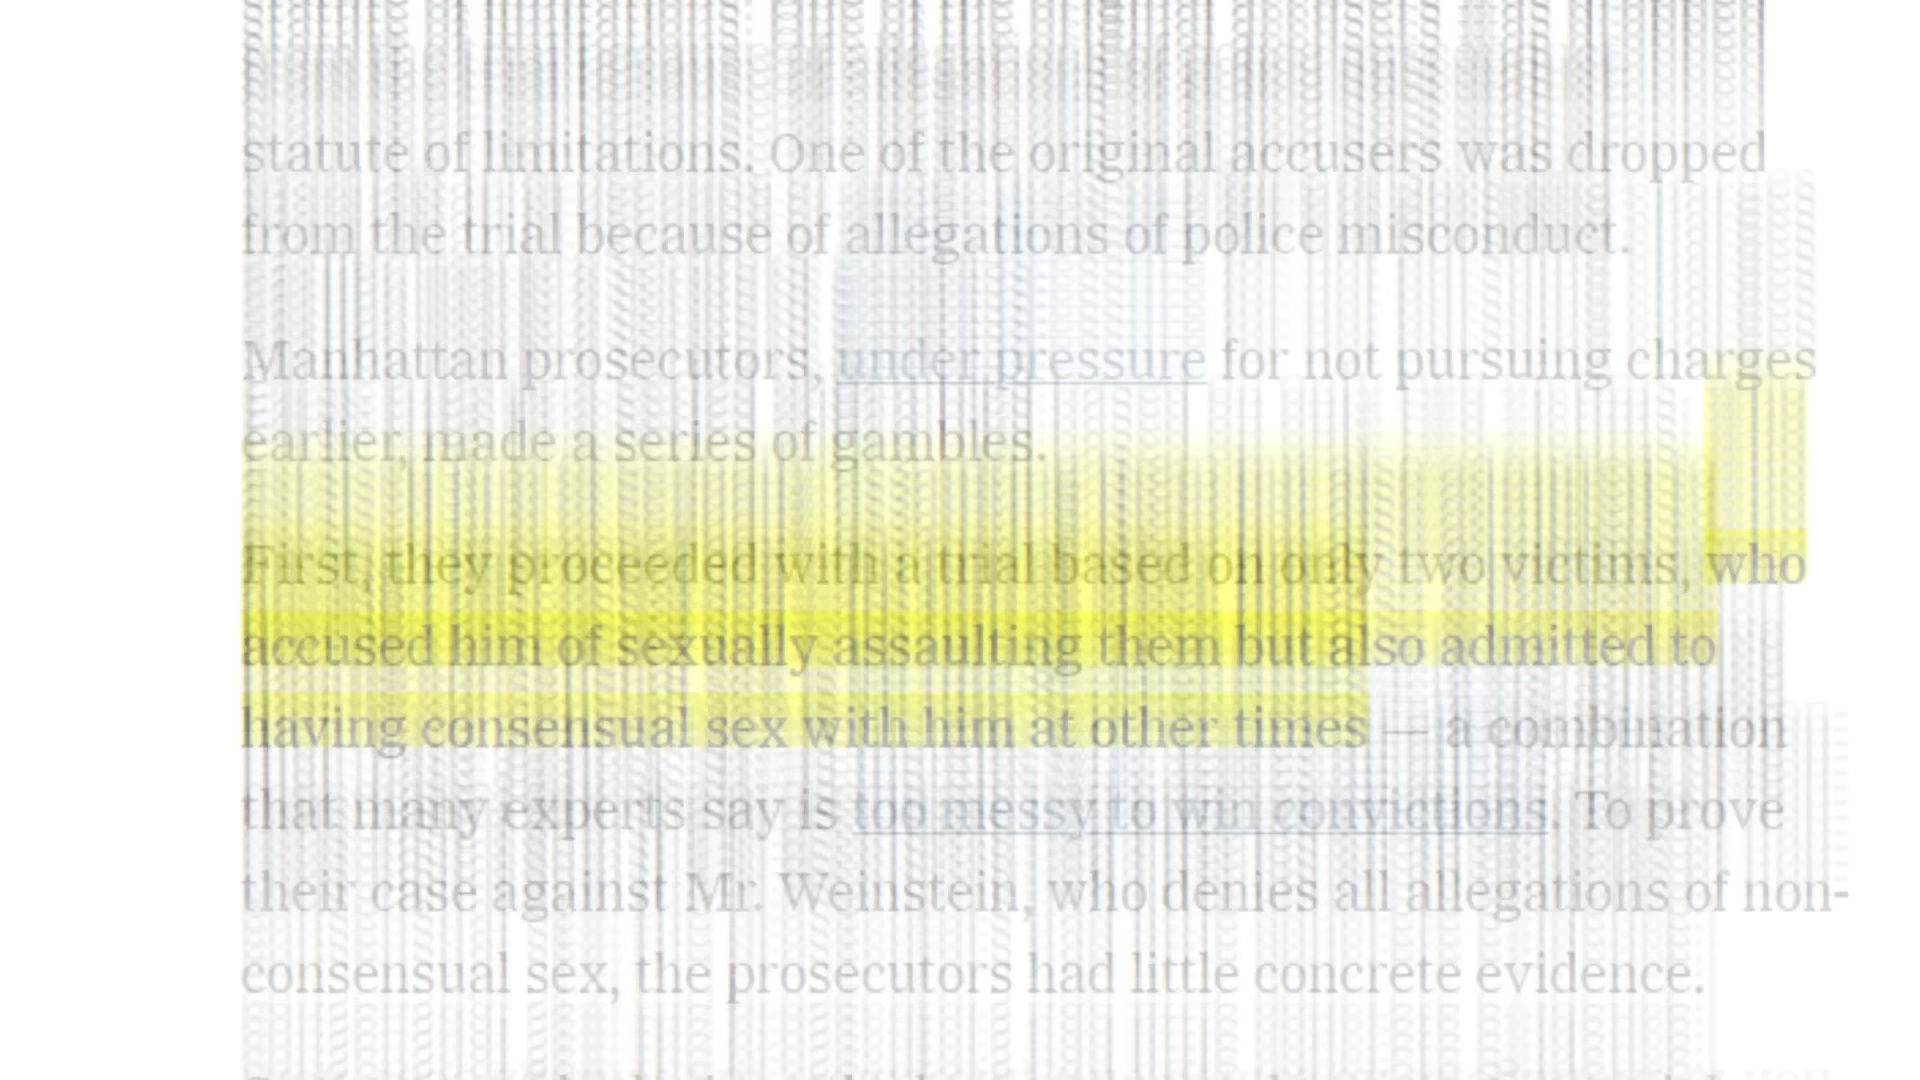 statute of limitations. One of the original accusers was dropped
from the trial because of allegations of police misconduct.
Manhattan prosecutors, under pressure for not pursuing charges
earlier, made a series of gambles.
First, they proceeded with a trial based on only two victims, who
accused him of sexually assaulting them but also admitted to
having consensual sex with him at other times — a combination
that many experts say is too messy to win convictions. To prove
their case against Mr. Weinstein, who denies all allegations of non-
consensual sex, the prosecutors had little concrete evidence.